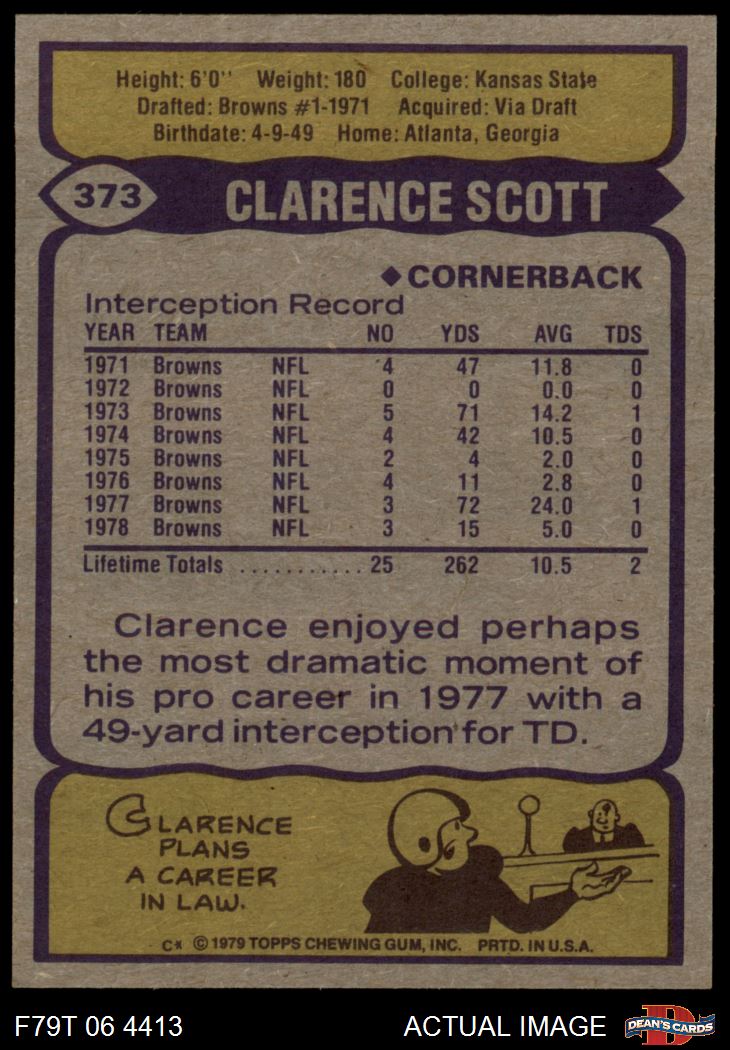 Height: 6'0" Weight: 180 College: Kansas State
Drafted: Browns #1-1971 Acquired: Via Draft
Birthdate: 4-9-49 Home: Atlanta, Georgia
373 CLARENCE SCOTT
◆ CORNERBACK
Interception Record
YEAR TEAM NO YDS AVG TDS
1971 Browns NFL 4 47 11.8 0
1972 Browns NFL 0 0 0.0 0
1973 Browns NFL 5 71 14.2 1
1974 Browns NFL 4 42 10.5 0
1975 Browns NFL 2 4 2.0 0
1976 Browns NFL 4 11 2.8 0
1977 Browns NFL 3 72 24.0 1
1978 Browns NFL 3 15 5.0 0
Lifetime Totals ........... 25 262 10.5 2
Clarence enjoyed perhaps
the most dramatic moment of
his pro career in 1977 with a
49-yard interception for TD.
CLARENCE
PLANS
A CAREER
IN LAW.
C* © 1979 TOPPS CHEWING GUM, INC. PRTD. IN U.S.A.
F79T 06 4413 ACTUAL IMAGE D DEAN'S CARDS